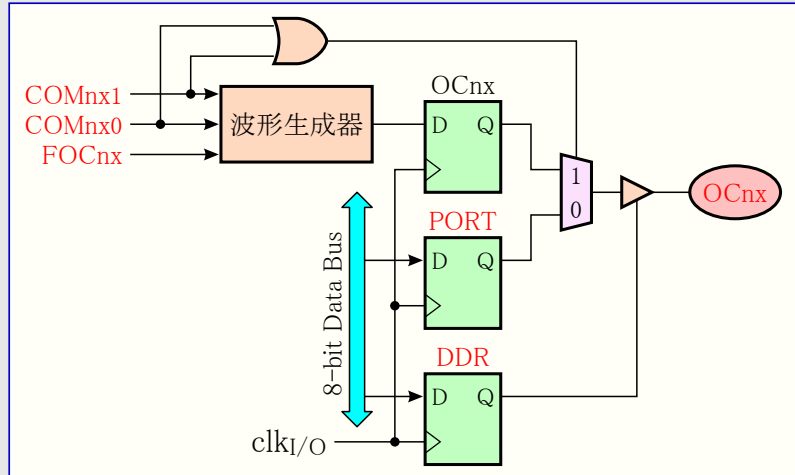 COMnx1
COMnx0
FOCnx
波形生成器
OCnx
D Q
1
0
OCnx
PORT
D Q
8-bit Data Bus
DDR
D Q
clkI/O